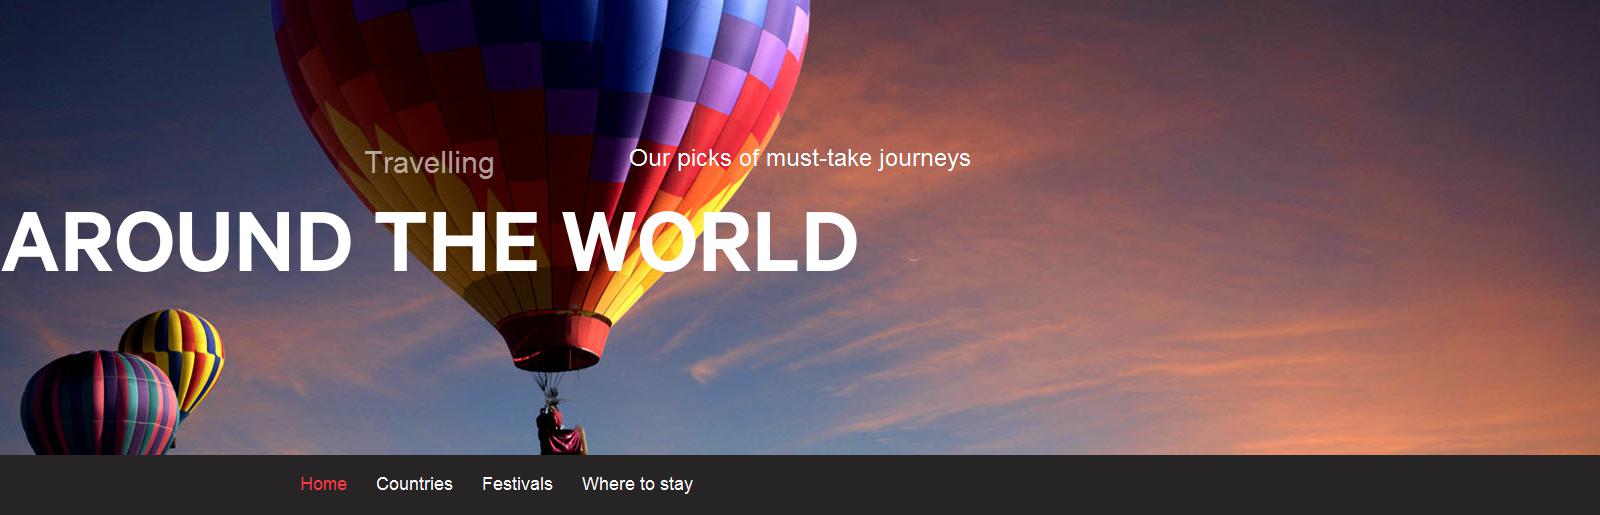 Travelling
Our picks of must-take journeys
AROUND THE WORLD
Home Countries Festivals Where to stay